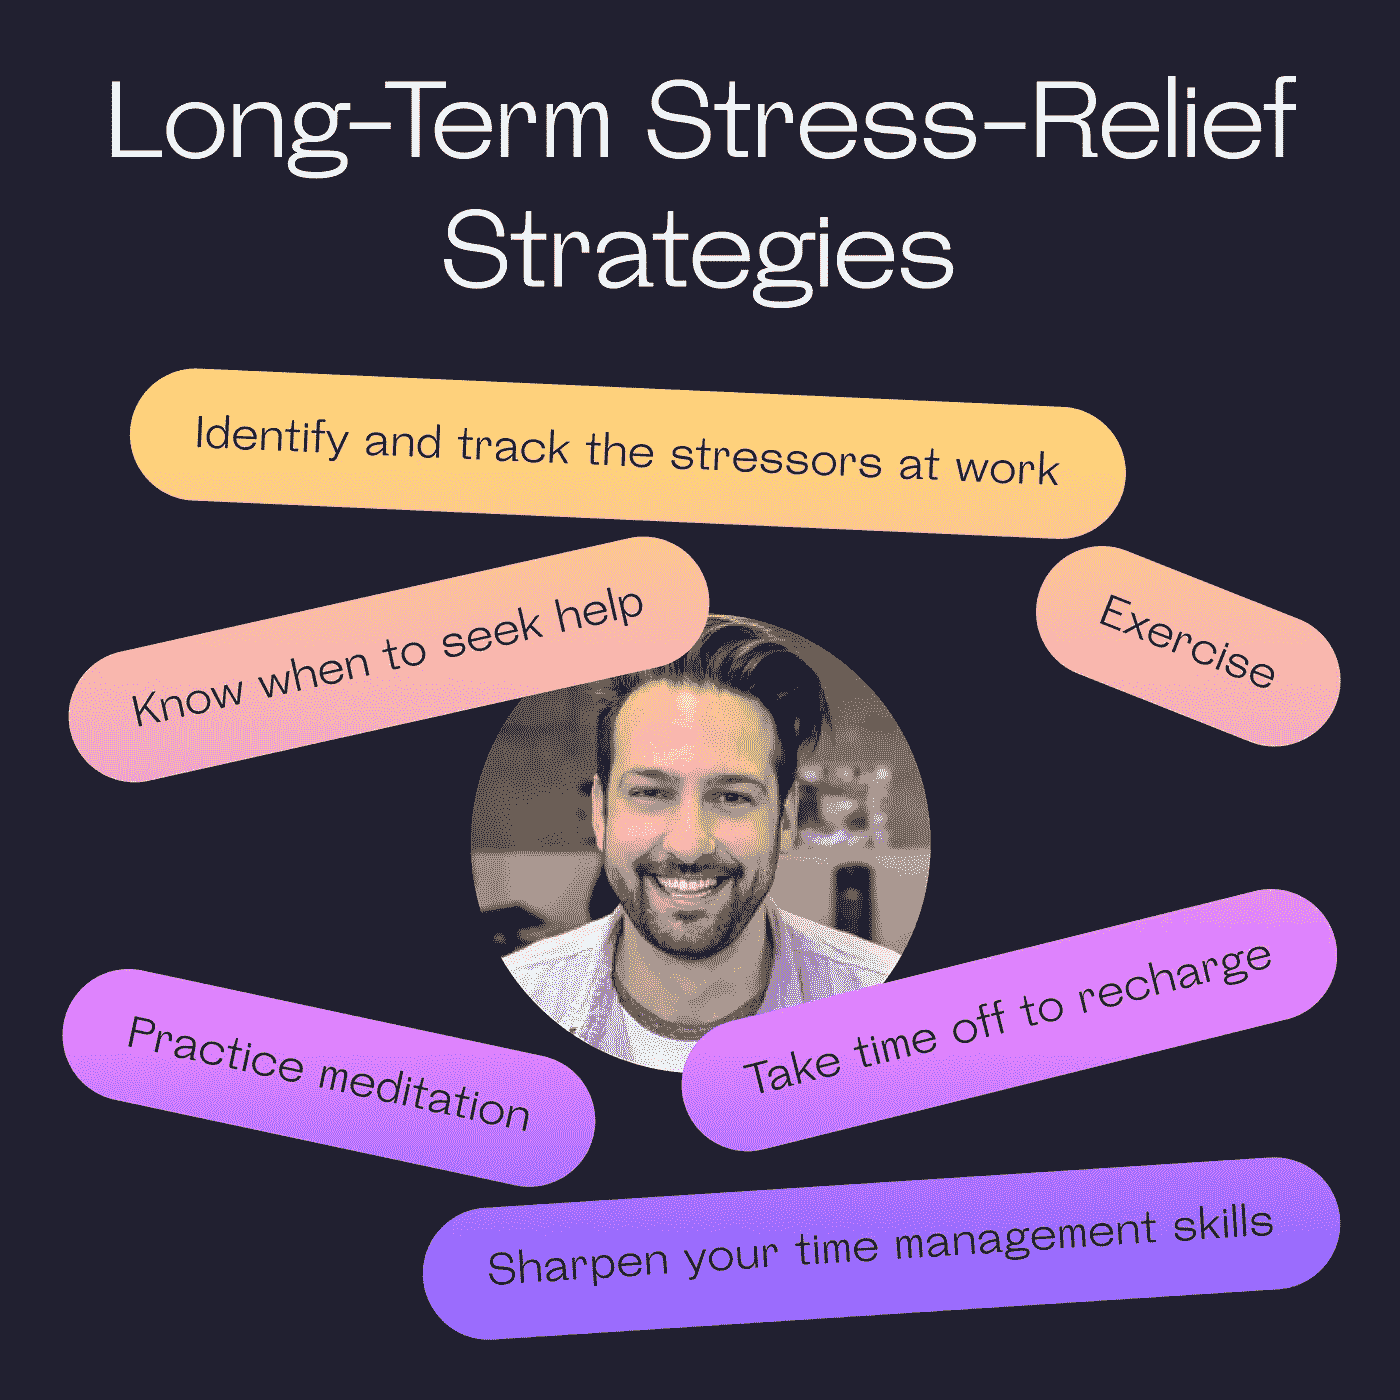 Long-Term Stress-Relief
Strategies
Identify and track the stressors at work
Know when to seek help
Exercise
Practice meditation
Take time off to recharge
Sharpen your time management skills